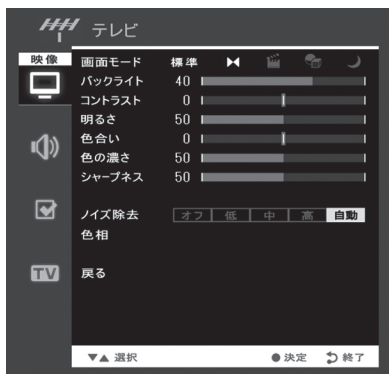 テレビ
映像
画面モード 標準
バックライト 40
コントラスト 0
明るさ 50
色合い 0
色の濃さ 50
シャープネス 50
ノイズ除去 オフ 低 中 高 自動
色相
TV
戻る
▼▲ 選択 ●決定 終了